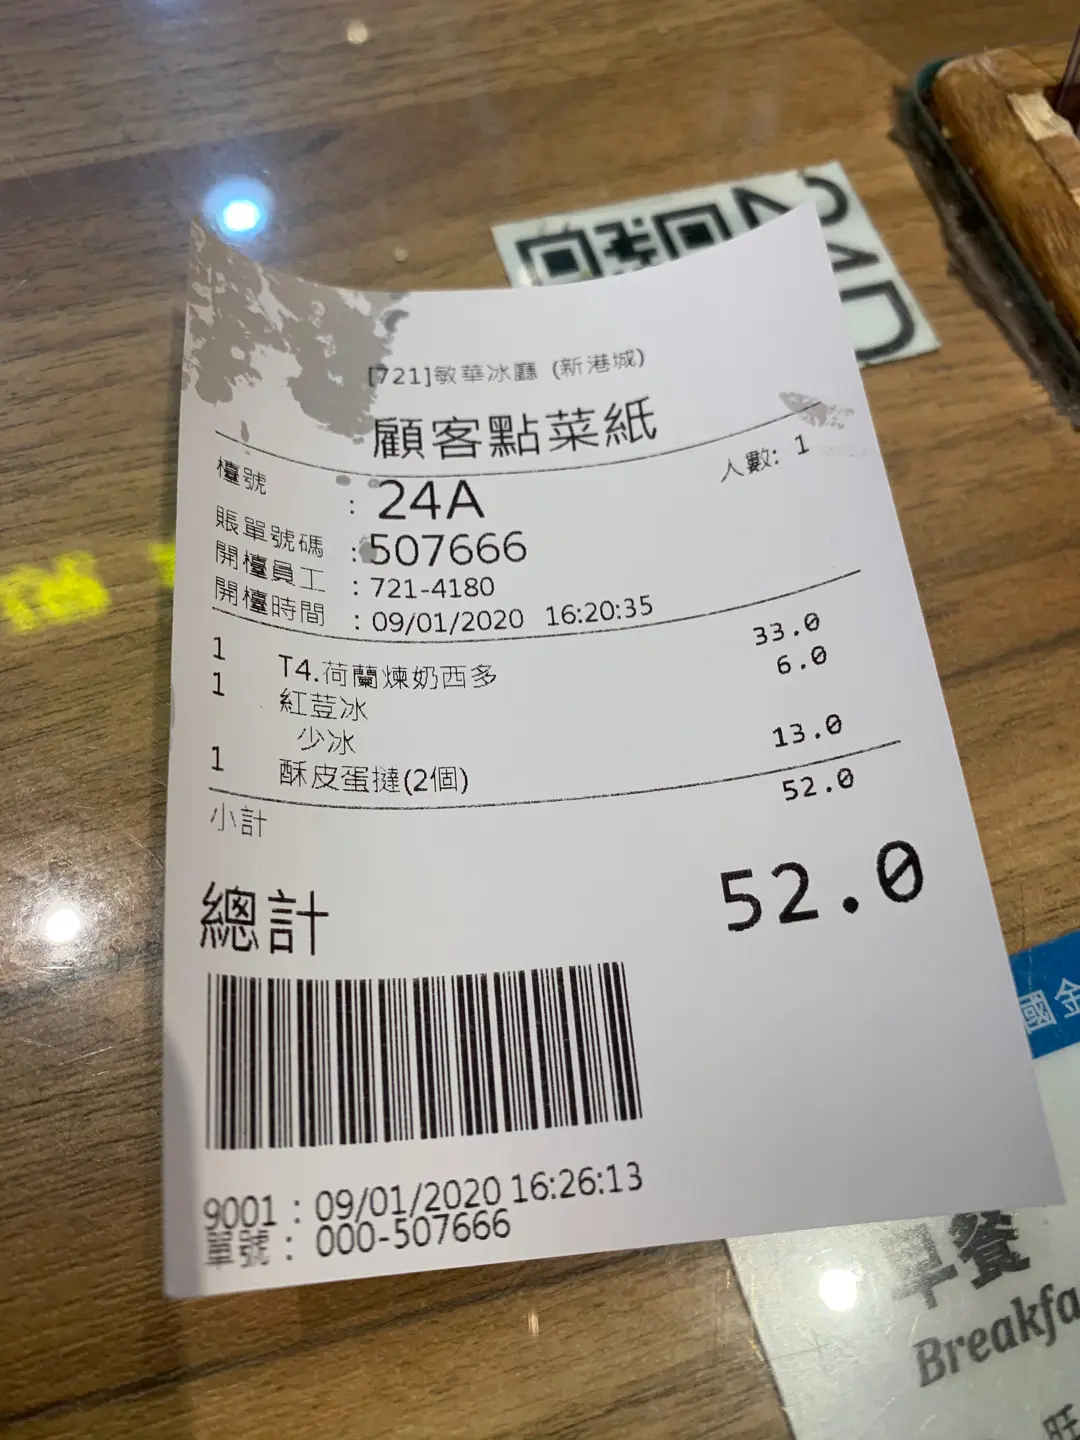 24D
[721]敏華冰廳 (新港城)
顧客點菜紙
檯號 : 24A 人數: 1
賬單號碼 : 507666
開檯員工 : 721-4180
開檯時間 : 09/01/2020 16:20:35
1 T4.荷蘭煉奶西多 33.0
1 紅荳冰 6.0
少冰
1 酥皮蛋撻(2個) 13.0
小計 52.0
總計 52.0
9001 : 09/01/2020 16:26:13
單號 : 000-507666
國金
早餐
Breakfa
旺